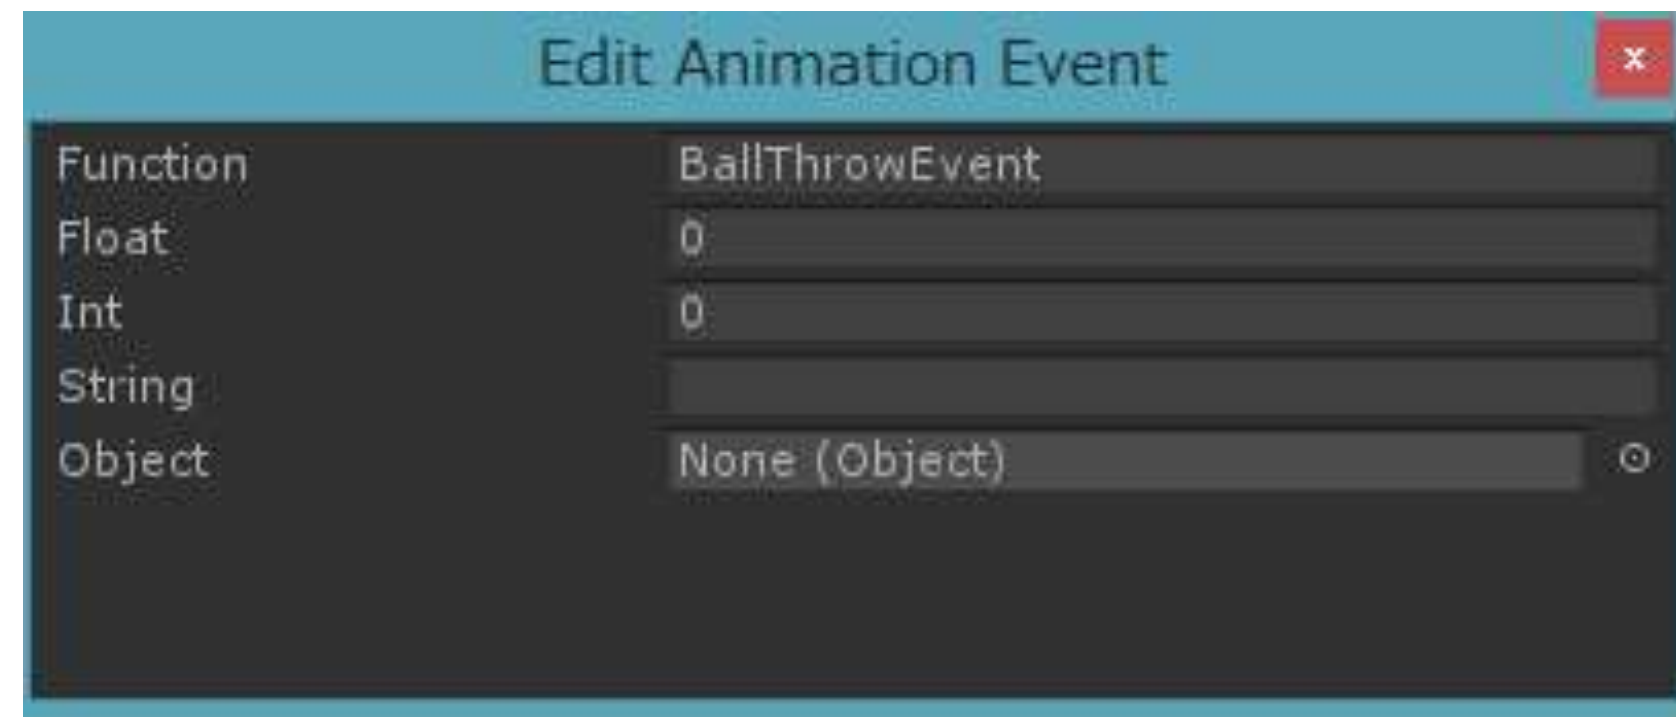 Edit Animation Event
x
Function BallThrowEvent
Float 0
Int 0
String
Object None (Object)